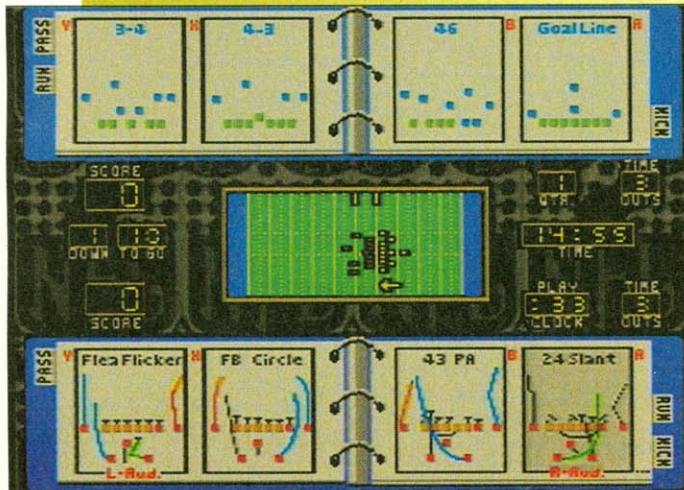 PASS
RUN
Y
3-4
X
4-3
46
B
Goal Line
A
KICK
SCORE
0
1
QTR
TIME
3
OUTS
1
10
DOWN
TO GO
14:55
TIME
0
SCORE
PLAY
:33
CLOCK
TIME
3
OUTS
PASS
Y
Flea Flicker
X
FB Circle
43 PA
B
24 Slant
A
RUN
KICK
L-Aud.
R-Aud.